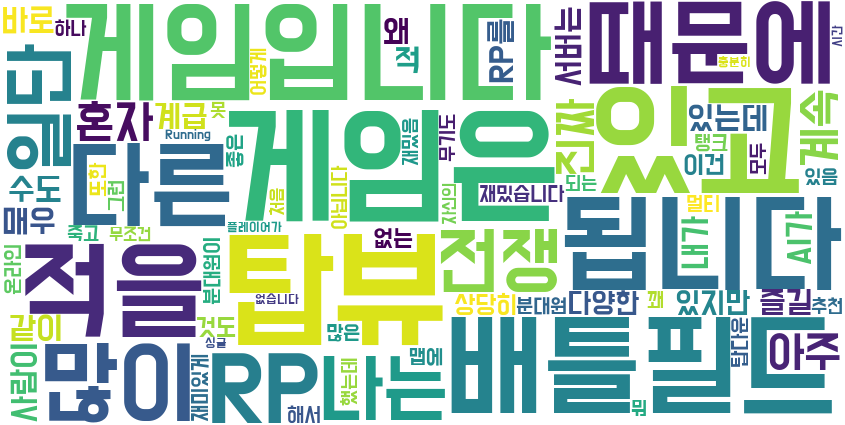 바로
하나
게임입니다
왜
적
RP를
서버는
때문에
충분히
시간
일단
혼자
계급
못
Running
어떻게
게임은
재밌음
무기도
진짜
있고
있는데
탱크
이건
모두
계속
있음
수도
매우
또한
그런
다른
좁은
처음
아닙니다
자신의
재밌습니다
되는
멀티
죽고
무조건
플레이어가
온라인
적을
분대원이
탑뷰
없는
없습니다
전쟁
됩니다
내가
AI가
상당히
분대원
다양한
깨
있지만
즐길
추천
같이
것도
싱글
많은
맵에
탑다운
아주
사람이
많이
재미있게
RP
해서
했는데
나는
배틀필드
뭔